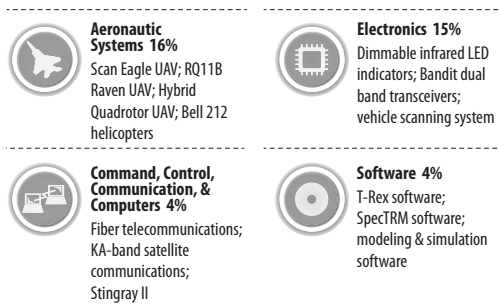 Aeronautic
Systems 16%
Scan Eagle UAV; RQ11B
Raven UAV; Hybrid
Quadrotor UAV; Bell 212
helicopters
Electronics 15%
Dimmable infrared LED
indicators; Bandit dual
band transceivers;
vehicle scanning system
Command, Control,
Communication, &
Computers 4%
Fiber telecommunications;
KA-band satellite
communications;
Stingray II
Software 4%
T-Rex software;
SpecTRM software;
modeling & simulation
software